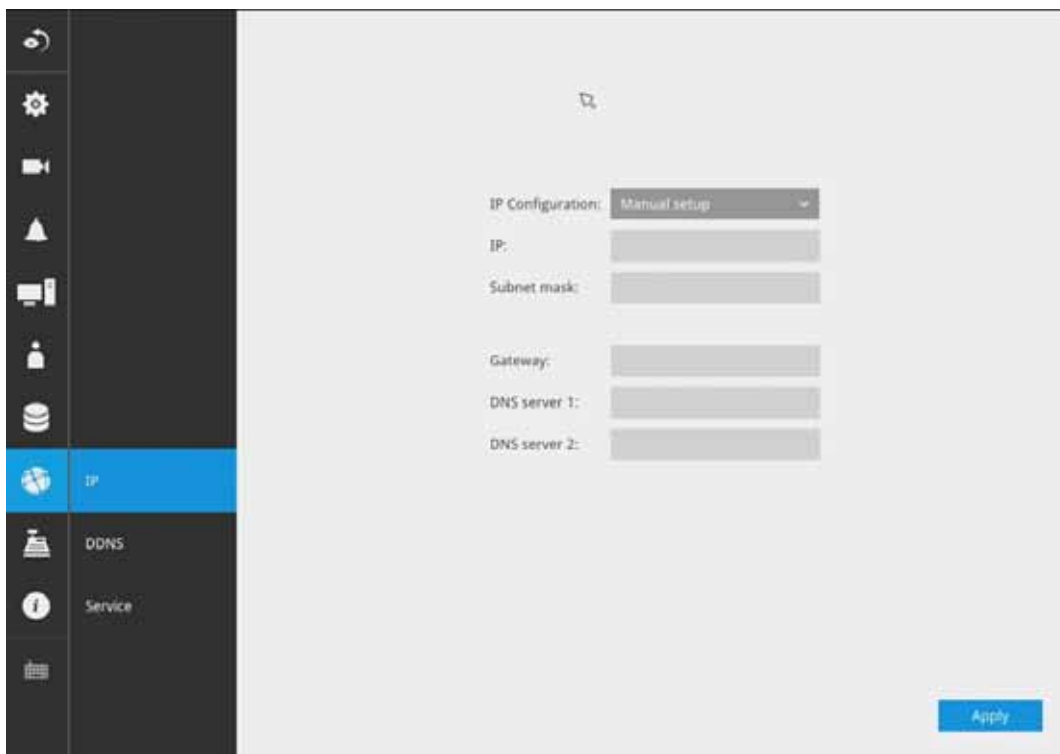 IP Configuration: Manual setup
IP:
Subnet mask:
Gateway:
DNS server 1:
DNS server 2:
IP
DDNS
Service
Apply